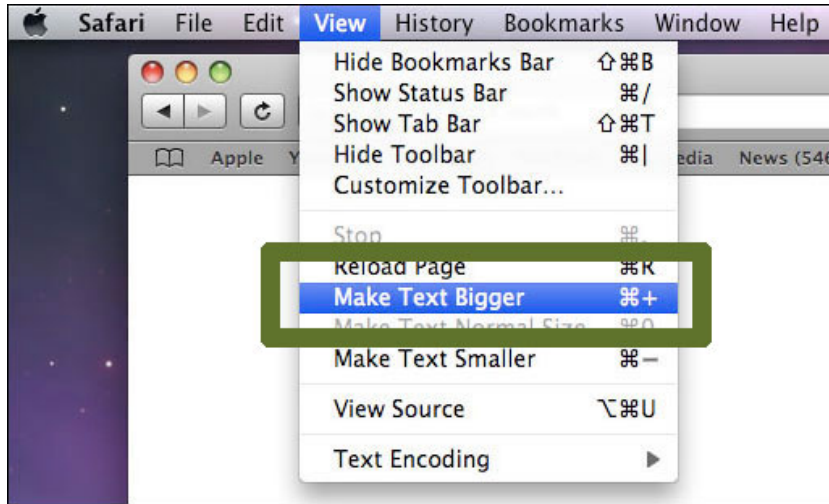 Safari File Edit View History Bookmarks Window Help
Hide Bookmarks Bar ⇧⌘B
Show Status Bar ⌘/
Show Tab Bar ⇧⌘T
Hide Toolbar ⌘|
Customize Toolbar...
Apple
News (546
Stop ⌘.
Reload Page ⌘R
Make Text Bigger ⌘+
Make Text Normal Size ⌘0
Make Text Smaller ⌘−
View Source ⌥⌘U
Text Encoding ▶